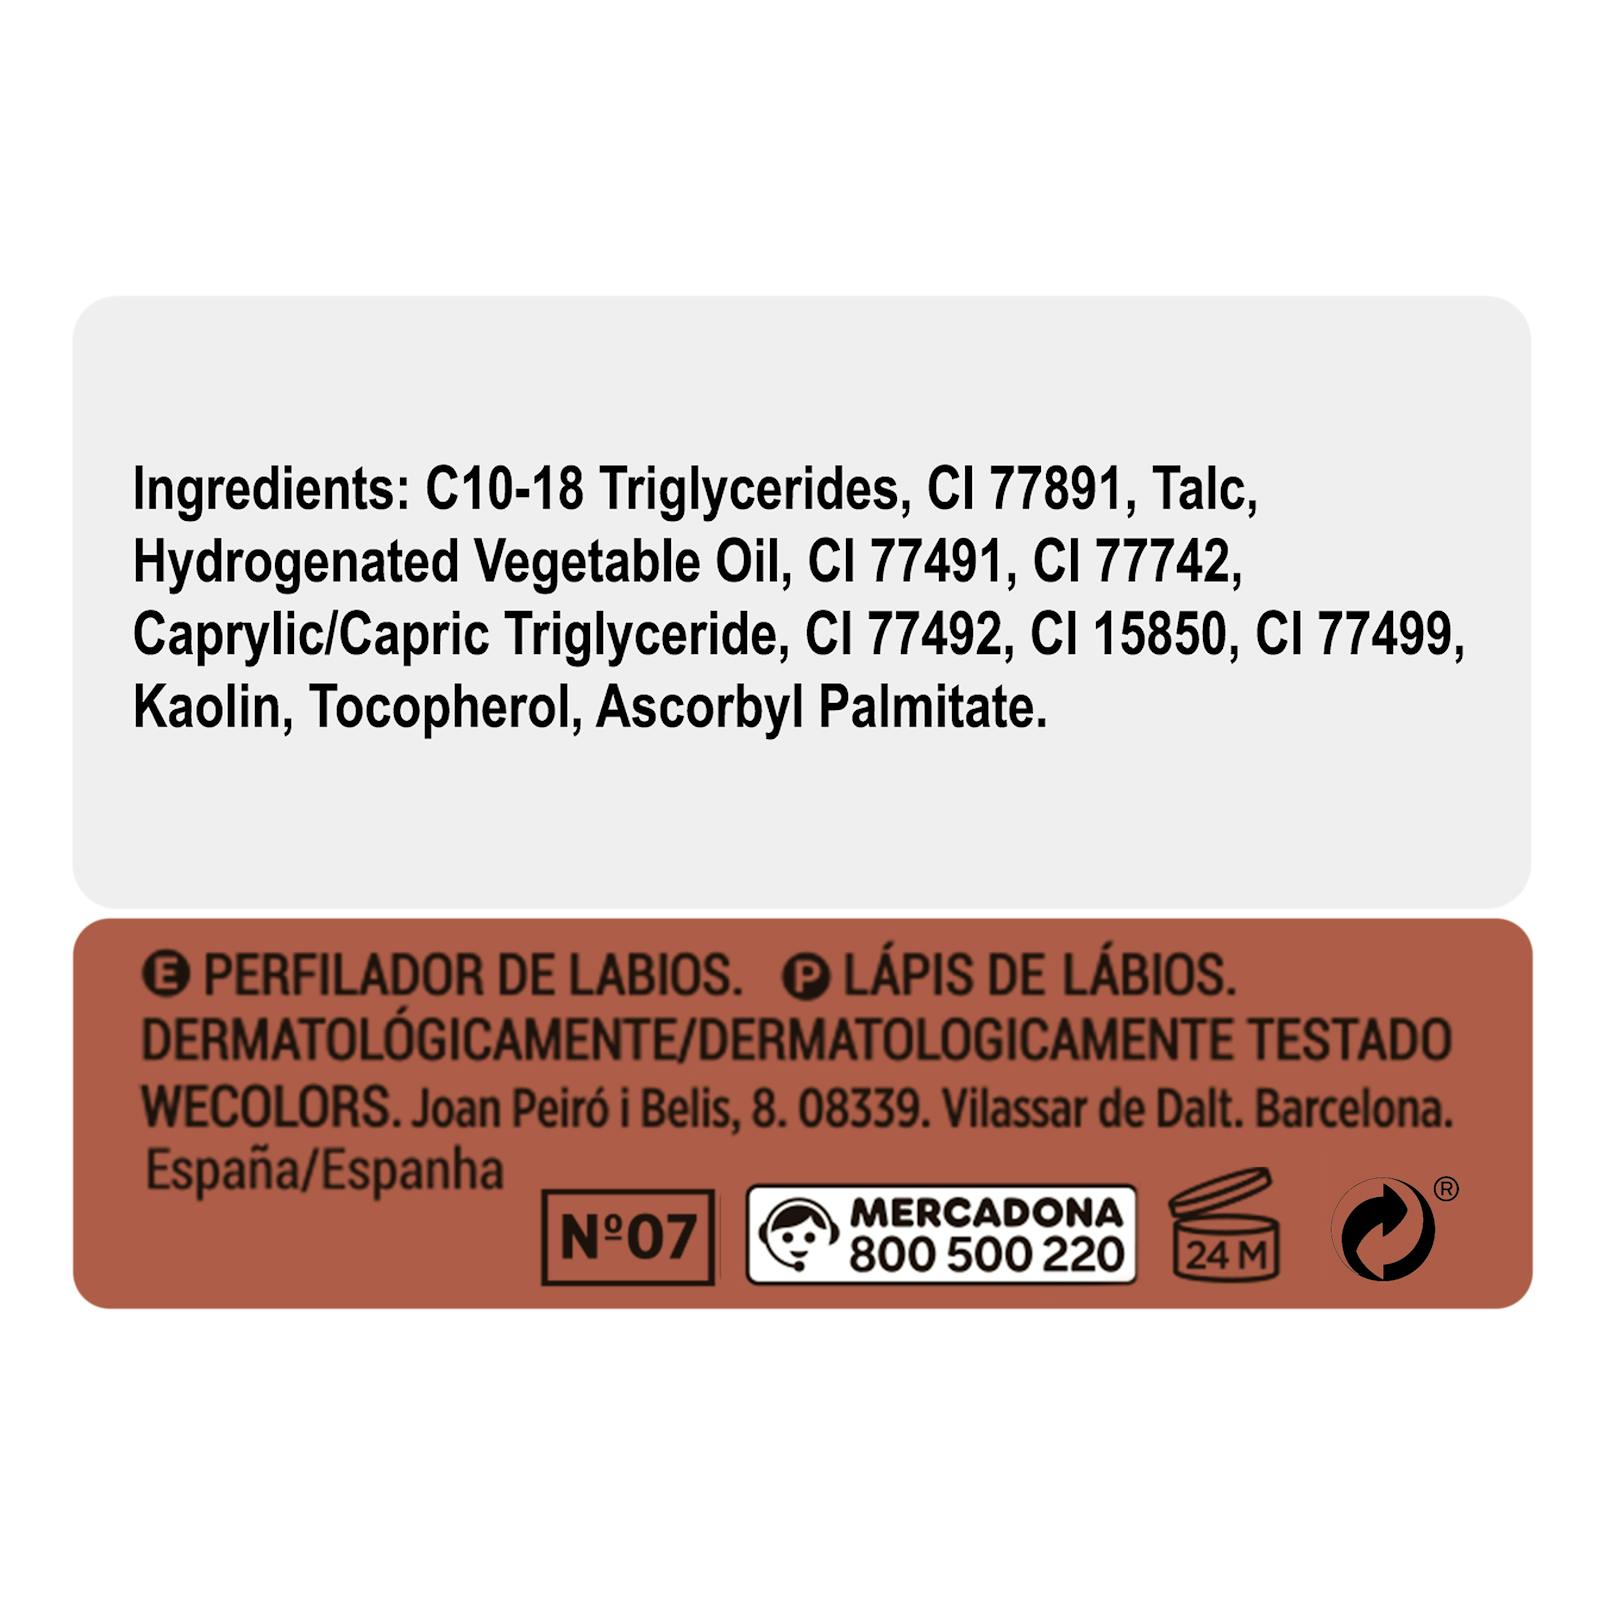 Ingredients: C10-18 Triglycerides, CI 77891, Talc,
Hydrogenated Vegetable Oil, CI 77491, CI 77742,
Caprylic/Capric Triglyceride, CI 77492, CI 15850, CI 77499,
Kaolin, Tocopherol, Ascorbyl Palmitate.
E PERFILADOR DE LABIOS. P LÁPIS DE LÁBIOS.
DERMATOLÓGICAMENTE/DERMATOLOGICAMENTE TESTADO
WECOLORS. Joan Peiró i Belis, 8. 08339. Vilassar de Dalt. Barcelona.
España/Espanha
Nº07
MERCADONA
800 500 220
24 M
®